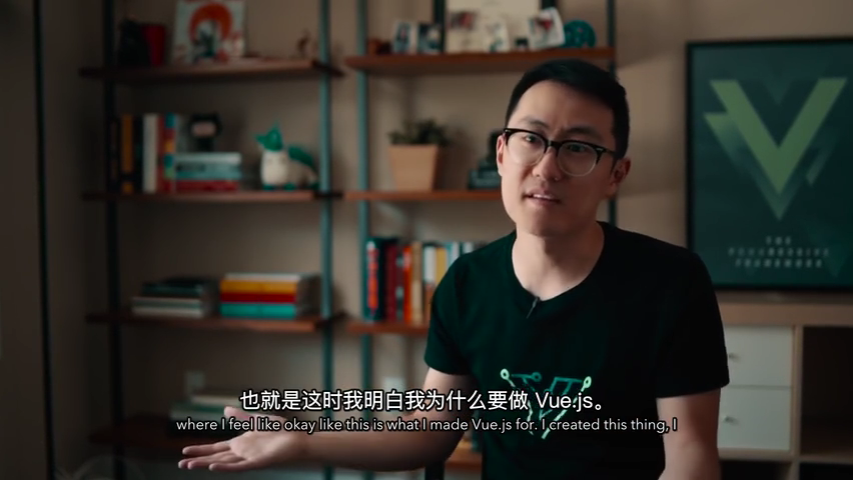 THE
PROGRESSIVE
FRAMEWORK
也就是这时我明白我为什么要做 Vue.js。
where I feel like okay like this is what I made Vue.js for. I created this thing, I